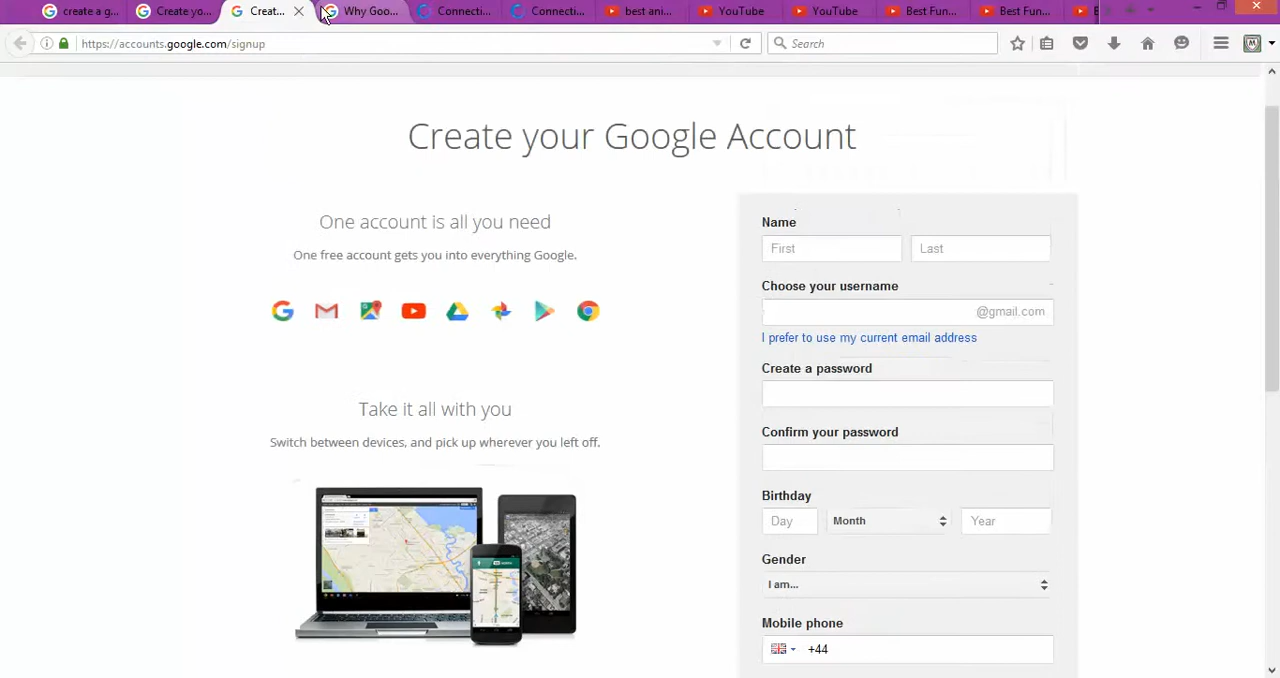 create a g...
Create yo...
Creat...
Why Goo...
Connecti...
Connecti...
best ani...
YouTube
YouTube
Best Fun...
Best Fun...
https://accounts.google.com/signup
Search
Create your Google Account
One account is all you need
One free account gets you into everything Google.
Take it all with you
Switch between devices, and pick up wherever you left off.
Name
First
Last
Choose your username
@gmail.com
I prefer to use my current email address
Create a password
Confirm your password
Birthday
Day
Month
Year
Gender
I am...
Mobile phone
+44